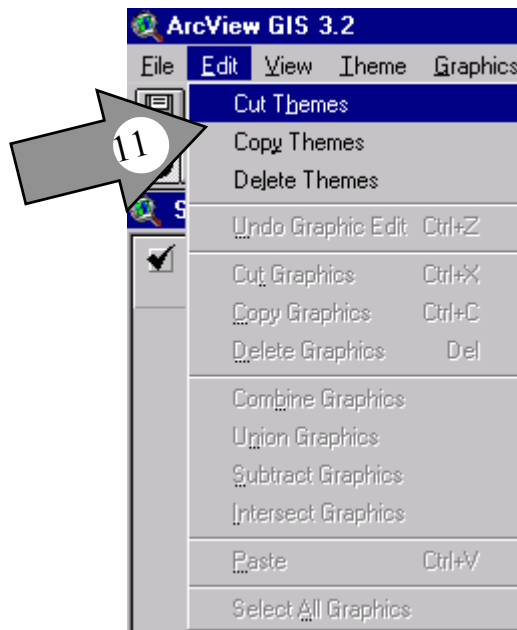 ArcView GIS 3.2
File Edit View Theme Graphics
Cut Themes
11
Copy Themes
Delete Themes
S
Undo Graphic Edit Ctrl+Z
Cut Graphics Ctrl+X
Copy Graphics Ctrl+C
Delete Graphics Del
Combine Graphics
Union Graphics
Subtract Graphics
Intersect Graphics
Paste Ctrl+V
Select All Graphics